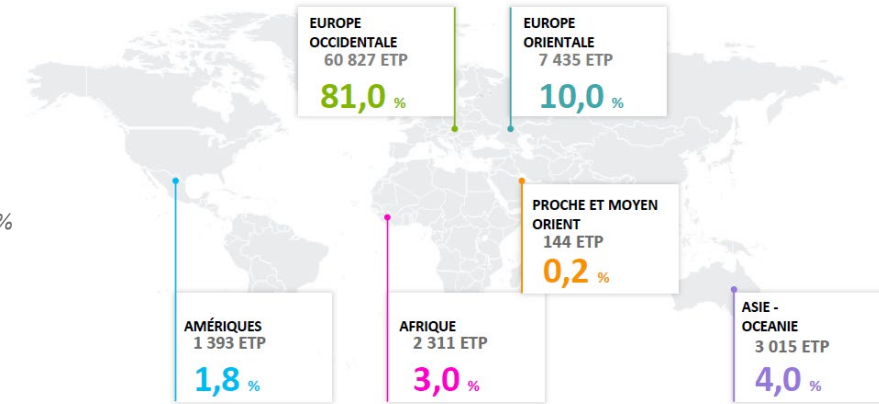 EUROPE
OCCIDENTALE
60 827 ETP
81,0 %
EUROPE
ORIENTALE
7 435 ETP
10,0 %
%
PROCHE ET MOYEN
ORIENT
144 ETP
0,2 %
AMÉRIQUES
1 393 ETP
1,8 %
AFRIQUE
2 311 ETP
3,0 %
ASIE -
OCEANIE
3 015 ETP
4,0 %